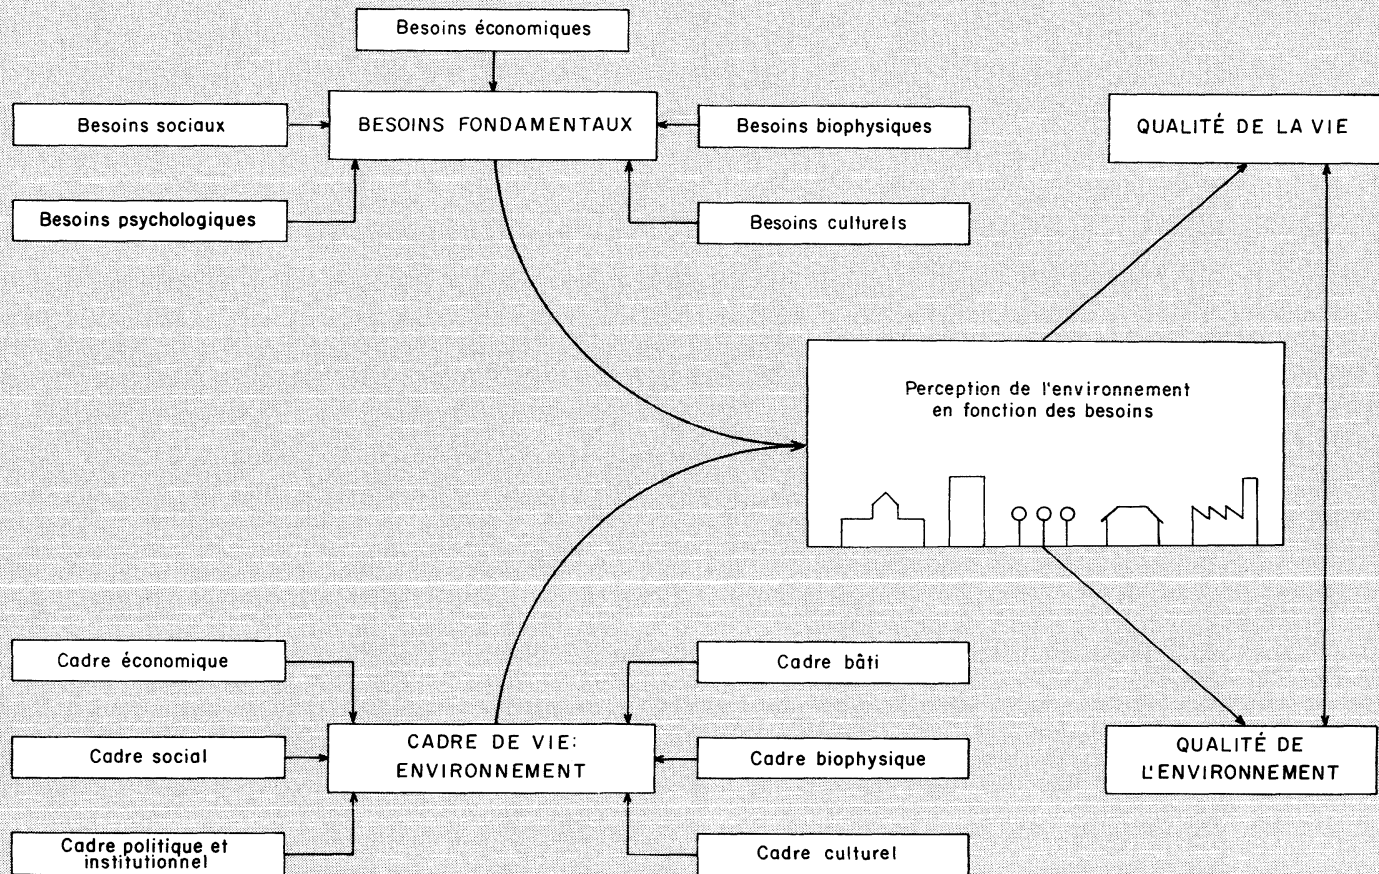 Besoins économiques
Besoins sociaux
BESOINS FONDAMENTAUX
Besoins biophysiques
QUALITÉ DE LA VIE
Besoins psychologiques
Besoins culturels
Perception de l'environnement
en fonction des besoins
Cadre économique
Cadre bâti
CADRE DE VIE:
ENVIRONNEMENT
Cadre social
Cadre biophysique
QUALITÉ DE
L'ENVIRONNEMENT
Cadre politique et
institutionnel
Cadre culturel